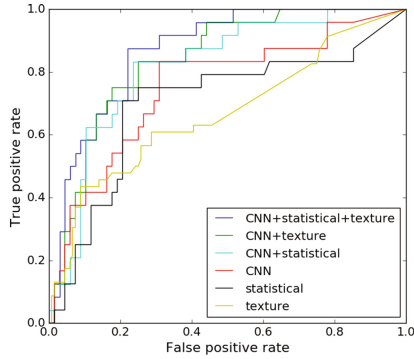 1.0
0.8
0.6
0.4
0.2
0.0
True positive rate
CNN+statistical+texture
CNN+texture
CNN+statistical
CNN
statistical
texture
0.0 0.2 0.4 0.6 0.8 1.0
False positive rate